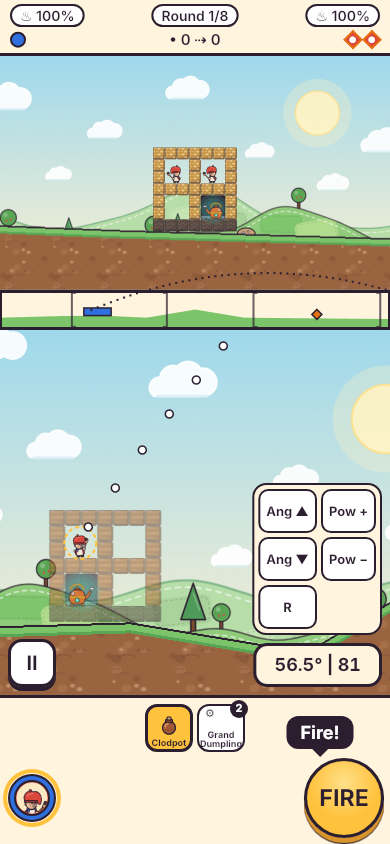 ♨ 100%
Round 1/8
♨ 100%
• 0 ⇢ 0
Ang ▲
Pow +
Ang ▼
Pow −
R
56.5° | 81
2
Clodpot
Grand
Dumpling
Fire!
FIRE